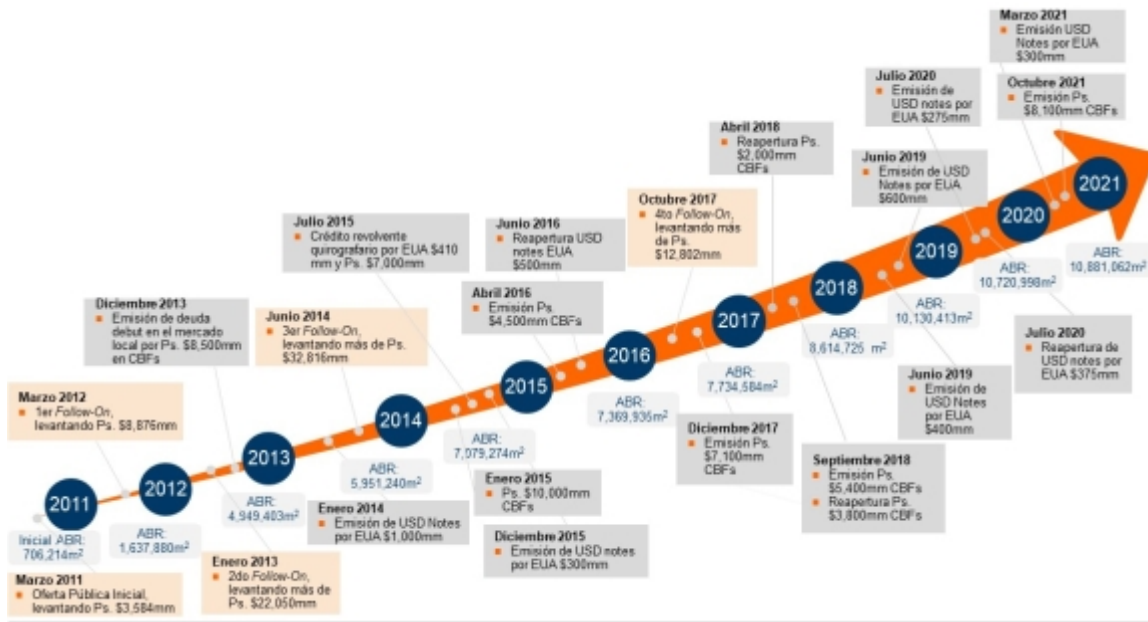 Marzo 2021
Emisión USD
Notes por EUA
$300mm
Julio 2020
Emisión de
USD notes por
EUA $275mm
Octubre 2021
Emisión Ps.
$8,100mm CBFs
Abril 2018
Reapertura Ps.
$2,000mm
CBFs
Junio 2019
Emisión de USD
Notes por EUA
$600mm
Octubre 2017
4to Follow-On,
levantando más
de Ps.
$12,802mm
Julio 2015
Crédito revolvente
quirografario por EUA $410
mm y Ps. $7,000mm
Junio 2016
Reapertura USD
notes EUA
$500mm
Abril 2016
Emisión Ps.
$4,500mm CBFs
Diciembre 2013
Emisión de deuda
debut en el mercado
local por Ps. $8,500mm
en CBFs
Junio 2014
3er Follow-On,
levantando más de Ps.
$32,816mm
Marzo 2012
1er Follow-On,
levantando Ps. $8,876mm
2011
2012
2013
2014
2015
2016
2017
2018
2019
2020
2021
Inicial ABR:
706,214m²
ABR:
1,637,880m²
ABR:
4,949,403m²
ABR:
5,951,240m²
ABR:
7,079,274m²
ABR:
7,369,935m²
ABR:
7,734,584m²
ABR:
8,614,725 m²
ABR:
10,130,413m²
ABR:
10,720,998m²
ABR:
10,881,062m²
Marzo 2011
Oferta Pública Inicial,
levantando Ps. $3,584mm
Enero 2013
2do Follow-On,
levantando más de
Ps. $22,050mm
Enero 2014
Emisión de USD Notes
por EUA $1,000mm
Enero 2015
Ps. $10,000mm
CBFs
Diciembre 2015
Emisión de USD notes
por EUA $300mm
Diciembre 2017
Emisión Ps.
$7,100mm
CBFs
Septiembre 2018
Emisión Ps.
$5,400mm CBFs
Reapertura Ps.
$3,800mm CBFs
Junio 2019
Emisión de
USD Notes
por EUA
$400mm
Julio 2020
Reapertura de
USD notes por
EUA $375mm